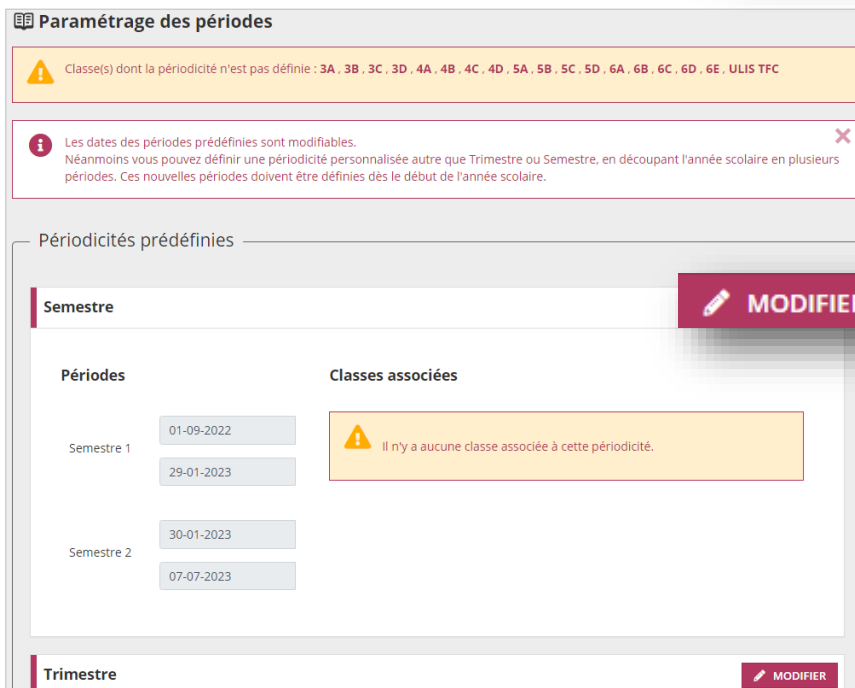 Paramétrage des périodes
Classe(s) dont la périodicité n'est pas définie : 3A , 3B , 3C , 3D , 4A , 4B , 4C , 4D , 5A , 5B , 5C , 5D , 6A , 6B , 6C , 6D , 6E , ULIS TFC
Les dates des périodes prédéfinies sont modifiables.
Néanmoins vous pouvez définir une périodicité personnalisée autre que Trimestre ou Semestre, en découpant l'année scolaire en plusieurs
périodes. Ces nouvelles périodes doivent être définies dès le début de l'année scolaire.
Périodicités prédéfinies
Semestre
MODIFIER
Périodes
Classes associées
Semestre 1
01-09-2022
29-01-2023
Il n'y a aucune classe associée à cette périodicité.
Semestre 2
30-01-2023
07-07-2023
Trimestre
MODIFIER